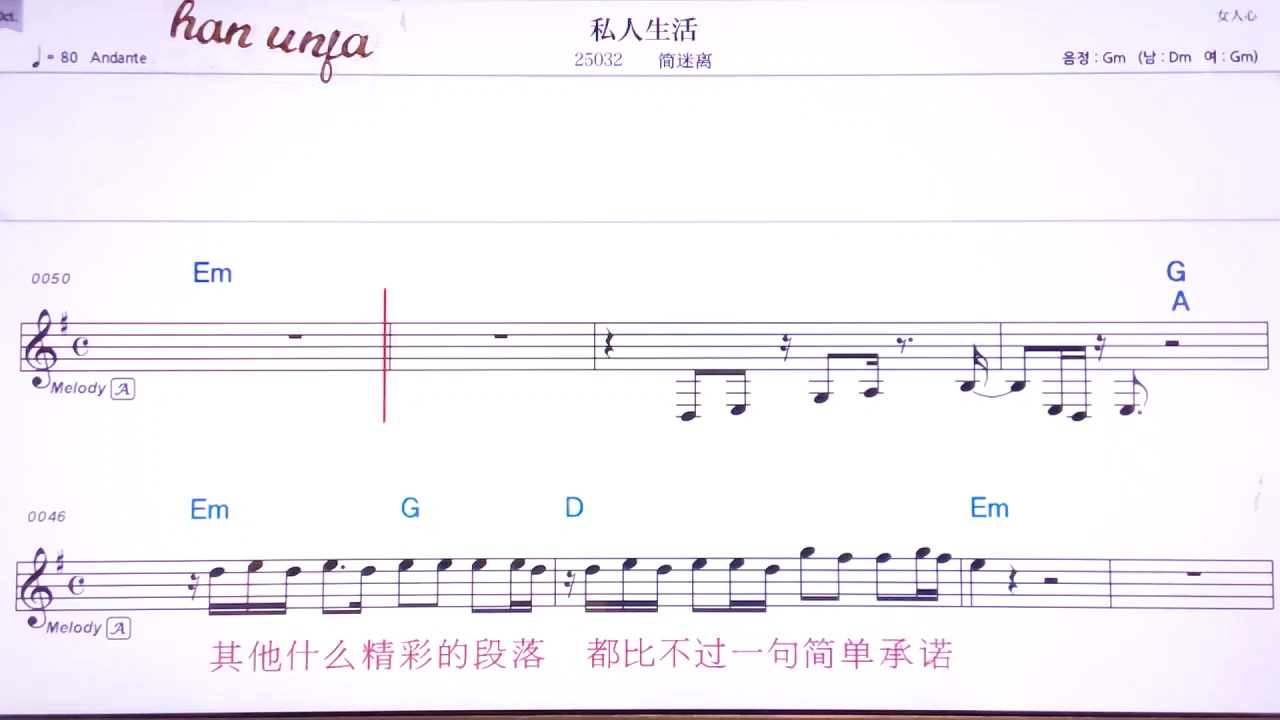 Oct.
han unfa
私人生活
女人心
♩= 80 Andante
25032 简迷离
음정 : Gm (남 : Dm 여 : Gm)
0050
Em
G
A
Melody A
0046
Em G D Em
Melody A
其他什么精彩的段落 都比不过一句简单承诺